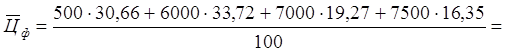 Ц̅ф = (500·30,66 + 6000·33,72 + 7000·19,27 + 7500·16,35) / 100 =